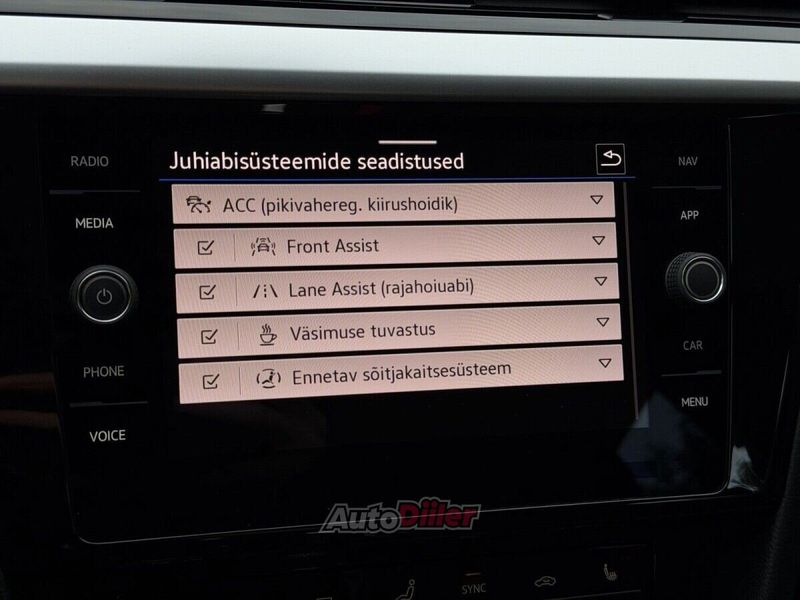 RADIO
MEDIA
PHONE
VOICE
Juhiabisüsteemide seadistused
ACC (pikivahereg. kiirushoidik)
Front Assist
Lane Assist (rajahoiuabi)
Väsimuse tuvastus
Ennetav sõitjakaitsesüsteem
NAV
APP
CAR
MENU
AutoDiiler
SYNC